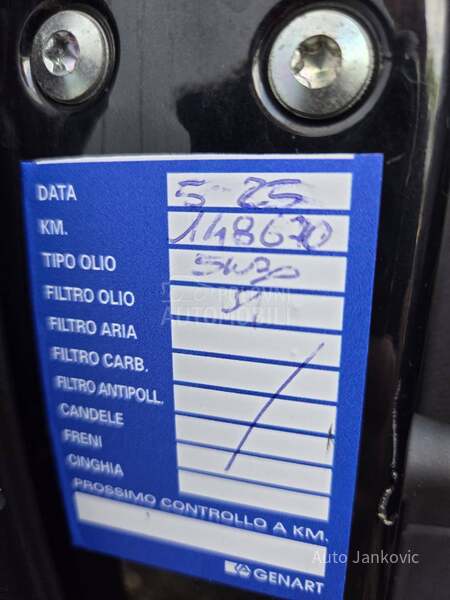 DATA 5-25
KM. 148670
TIPO OLIO 5W30
FILTRO OLIO
FILTRO ARIA
FILTRO CARB.
FILTRO ANTIPOLL.
CANDELE
FRENI
CINGHIA
PROSSIMO CONTROLLO A KM.
GENART
Auto Jankovic